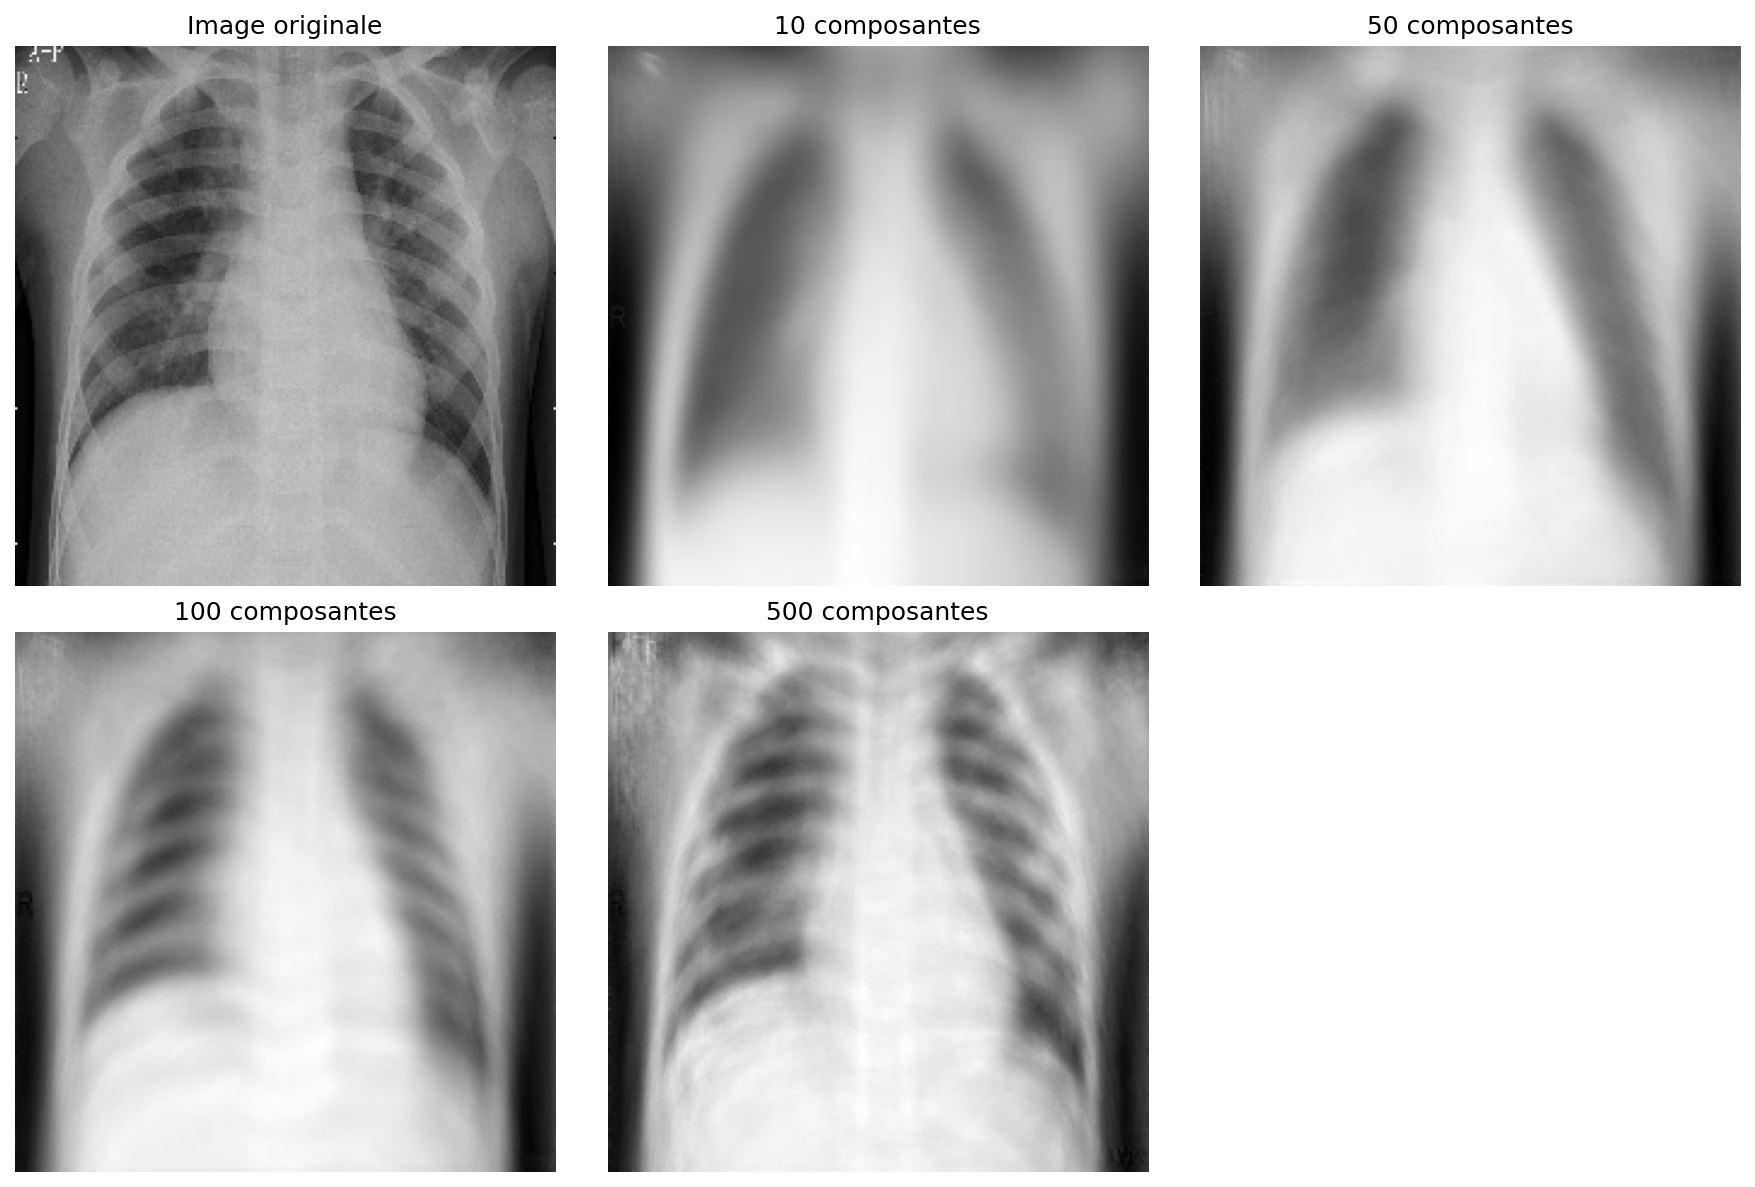 Image originale
10 composantes
50 composantes
R
100 composantes
500 composantes
R
R